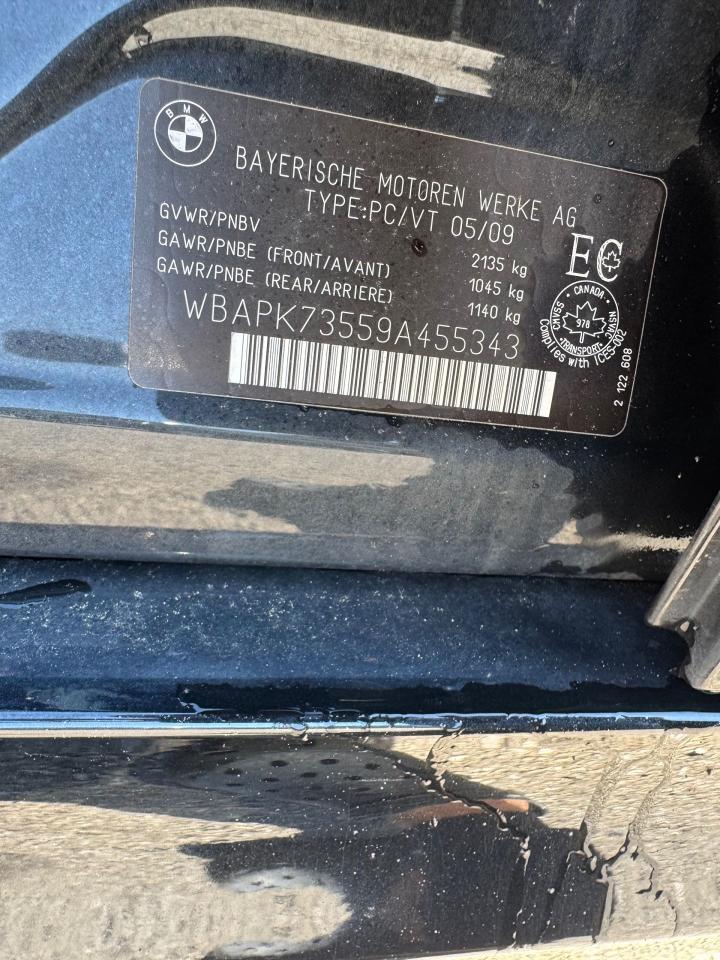 BMW
BAYERISCHE MOTOREN WERKE AG
TYPE:PC/VT 05/09
GVWR/PNBV 2135 kg
GAWR/PNBE (FRONT/AVANT) 1045 kg
GAWR/PNBE (REAR/ARRIERE) 1140 kg
WBAPK73559A455343
EC
CANADA
CMVSS
NSVAC
978
TRANSPORT
Complies with ICES-002
2 122 608